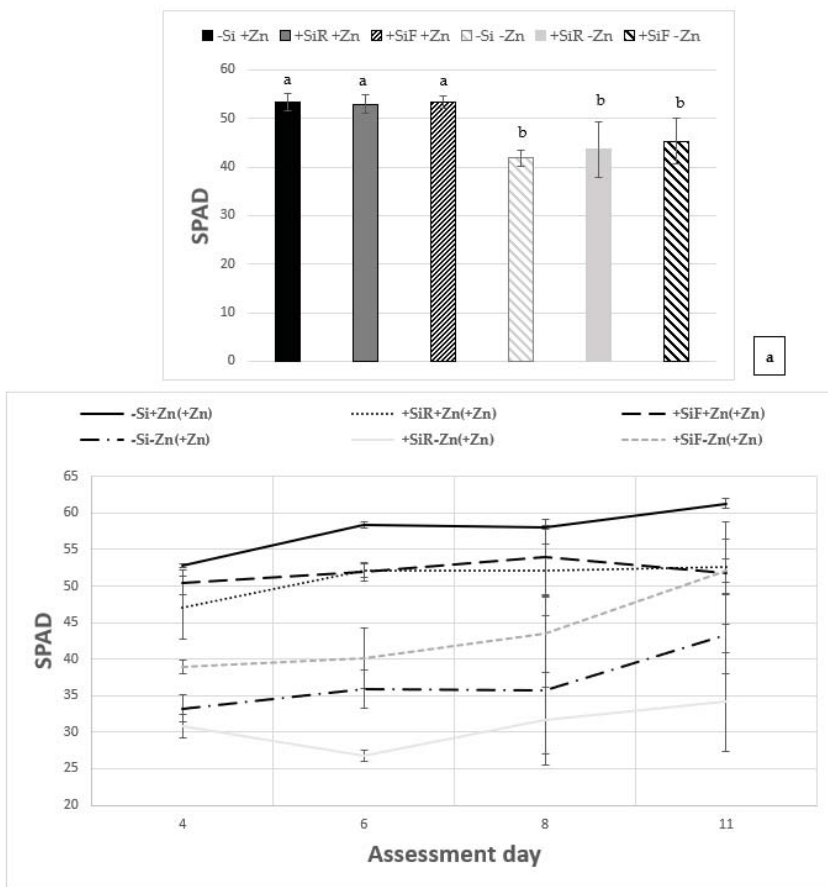 -Si +Zn +SiR +Zn +SiF +Zn -Si -Zn +SiR -Zn +SiF -Zn
60
50
40
30
20
10
0
SPAD
a a a b b b
a
-Si+Zn(+Zn) +SiR+Zn(+Zn) +SiF+Zn(+Zn)
-Si-Zn(+Zn) +SiR-Zn(+Zn) +SiF-Zn(+Zn)
65
60
55
50
45
40
35
30
25
20
SPAD
4 6 8 11
Assessment day